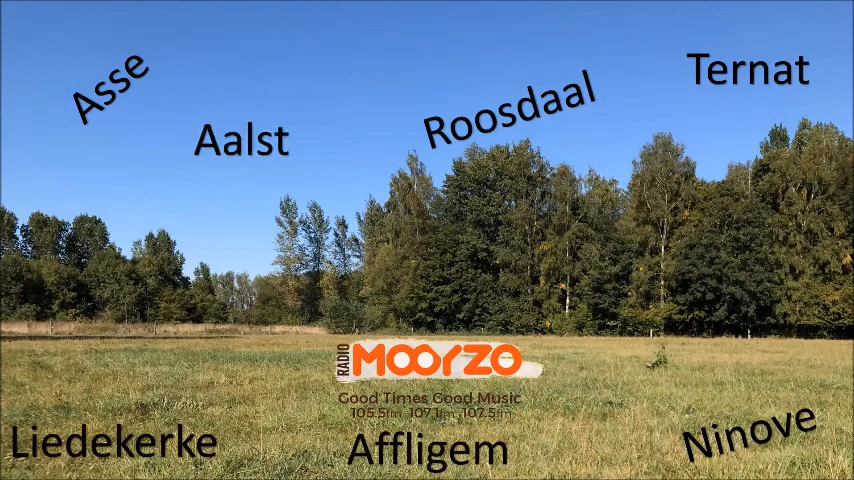 Asse
Aalst
Roosdaal
Ternat
RADIO MOORZO
Good Times Good Music
105.5fm 107.1fm 107.5fm
Liedekerke
Affligem
Ninove